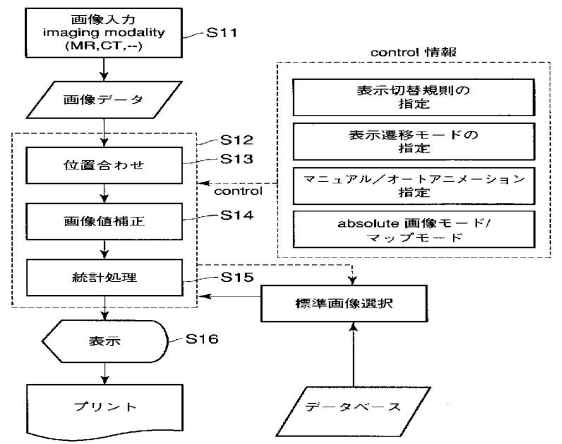 画像入力
imaging modality
(MR,CT,--)
S11
画像データ
S12
位置合わせ
S13
画像値補正
S14
統計処理
S15
表示
S16
プリント
control 情報
表示切替規則の
指定
表示遷移モードの
指定
マニュアル／オートアニメーション
指定
absolute 画像モード/
マップモード
control
標準画像選択
データベース